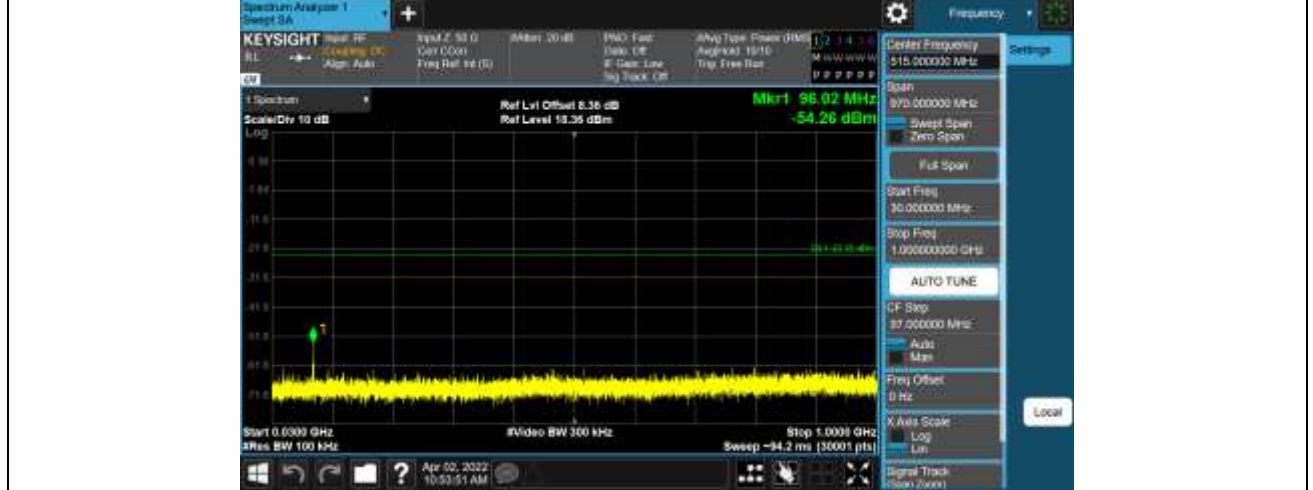 Spectrum Analyzer 1
Swept SA
Frequency
KEYSIGHT
Input: RF
Coupling: DC
Align: Auto
Input Z: 50 Ω
Corr CCorr
Freq Ref: Int (S)
#Atten: 20 dB
PNO: Fast
Gate: Off
IF Gain: Low
Sig Track: Off
#Avg Type: Power (RMS)
Avg|Hold: 10/10
Trig: Free Run
1 2 3 4 5 6
M W W W W W
P P P P P P
1 Spectrum
Scale/Div 10 dB
Log
Ref Lvl Offset 8.36 dB
Ref Level 18.36 dBm
Mkr1 96.02 MHz
-54.26 dBm
1
Start 0.0300 GHz
#Res BW 100 kHz
#Video BW 300 kHz
Stop 1.0000 GHz
Sweep ~94.2 ms (30001 pts)
Apr 02, 2022
10:53:51 AM
Center Frequency
515.000000 MHz
Settings
Span
970.000000 MHz
Swept Span
Zero Span
Full Span
Start Freq
30.000000 MHz
Stop Freq
1.000000000 GHz
AUTO TUNE
CF Step
97.000000 MHz
Auto
Man
Freq Offset
0 Hz
X Axis Scale
Log
Lin
Signal Track
(Span Zoom)
Local